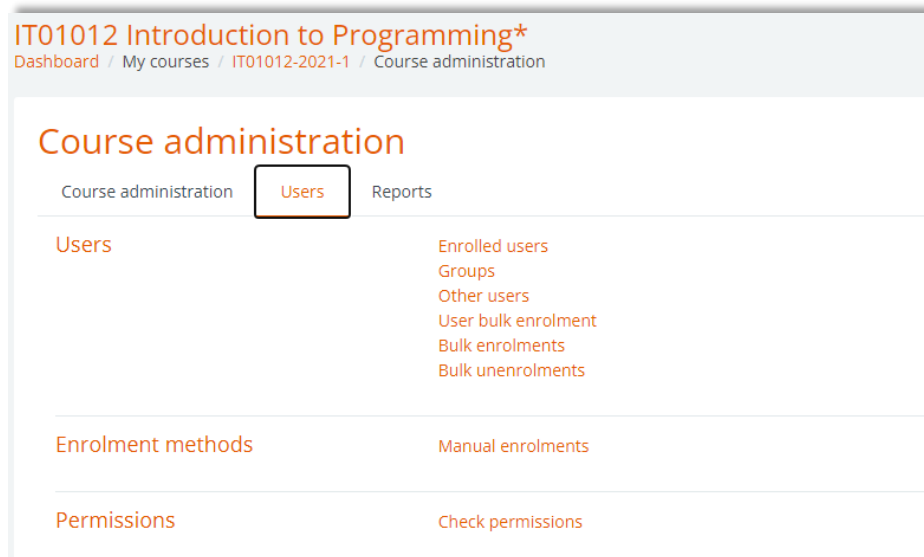 IT01012 Introduction to Programming*
Dashboard / My courses / IT01012-2021-1 / Course administration
Course administration
Course administration Users Reports
Users
Enrolled users
Groups
Other users
User bulk enrolment
Bulk enrolments
Bulk unenrolments
Enrolment methods
Manual enrolments
Permissions
Check permissions